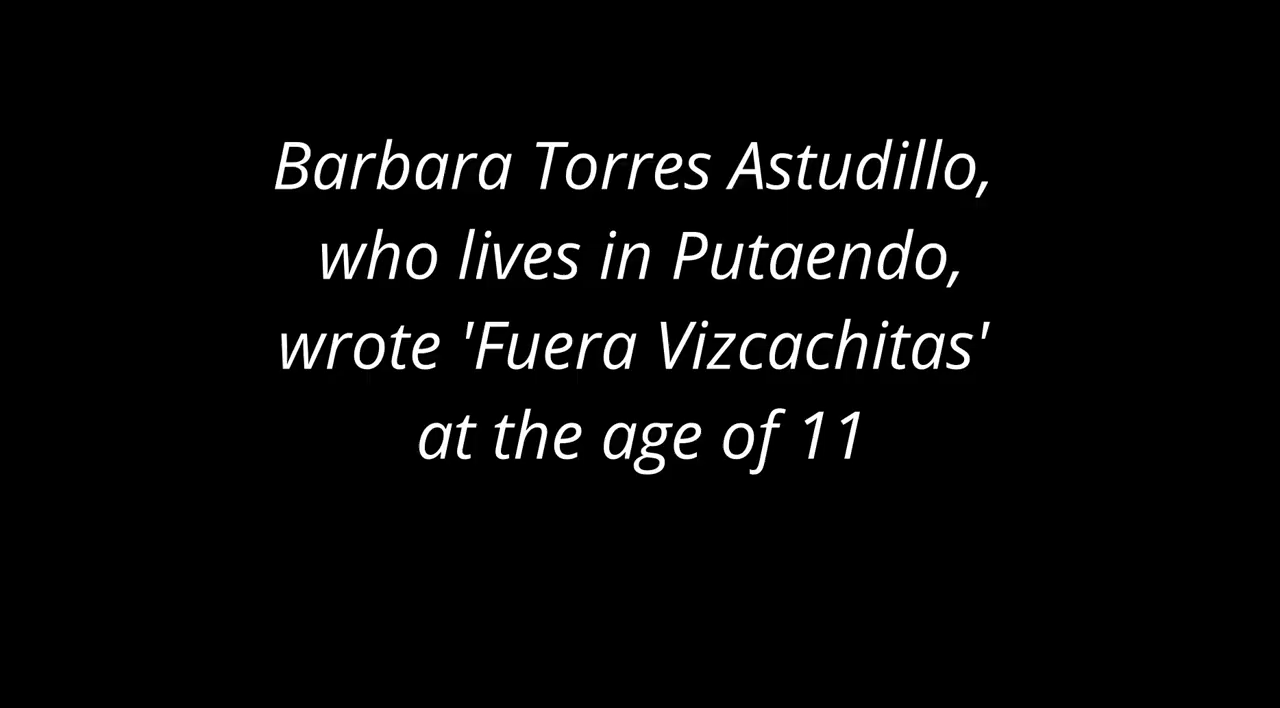 Barbara Torres Astudillo,
who lives in Putaendo,
wrote 'Fuera Vizcachitas'
at the age of 11